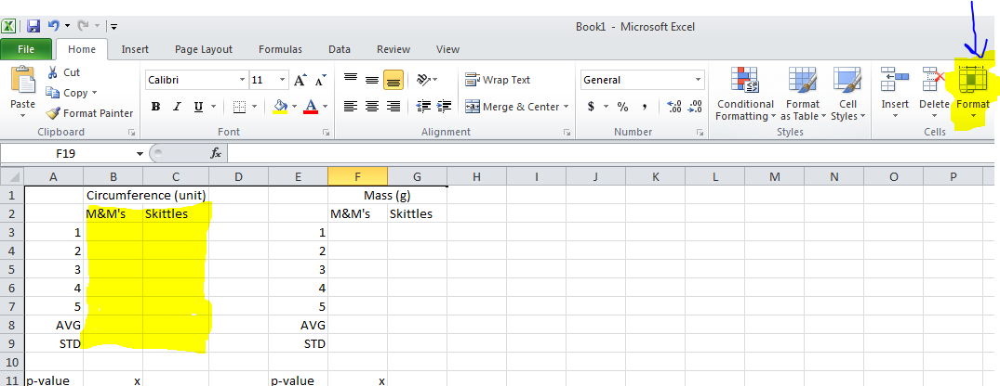 Book1 - Microsoft Excel
File Home Insert Page Layout Formulas Data Review View
Cut
Copy
Format Painter
Paste
Clipboard
Calibri 11 A A
B I U A
Font
Wrap Text
Merge & Center
Alignment
General
$ % , .00 .0
Number
Conditional Formatting
Format as Table
Cell Styles
Styles
Insert Delete Format
Cells
F19 fx
A B C D E F G H I J K L M N O P
1 Circumference (unit) Mass (g)
2 M&M's Skittles M&M's Skittles
3 1 1
4 2 2
5 3 3
6 4 4
7 5 5
8 AVG AVG
9 STD STD
10
11 p-value x p-value x